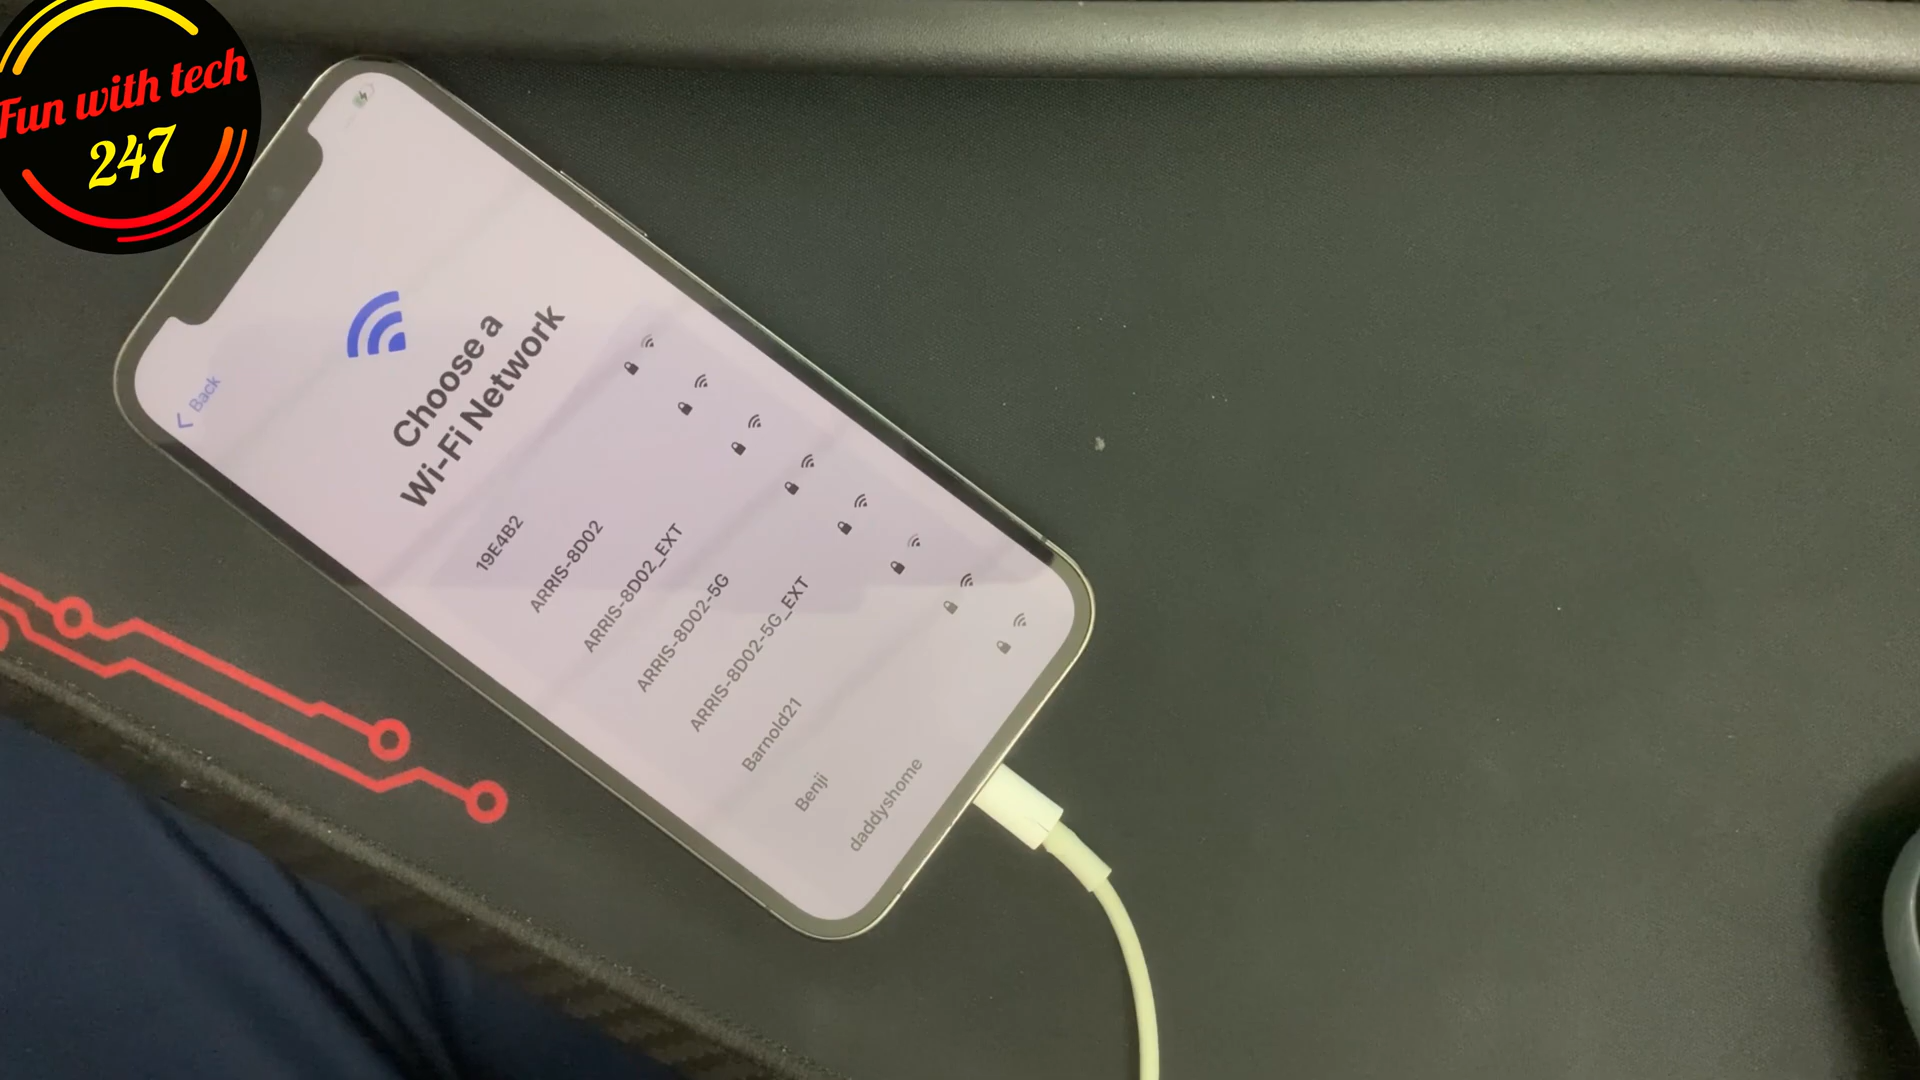 Fun with tech
247
Back
Choose a
Wi-Fi Network
19E4B2
ARRIS-8D02
ARRIS-8D02_EXT
ARRIS-8D02-5G
ARRIS-8D02-5G_EXT
Barnold21
Benji
daddyshome